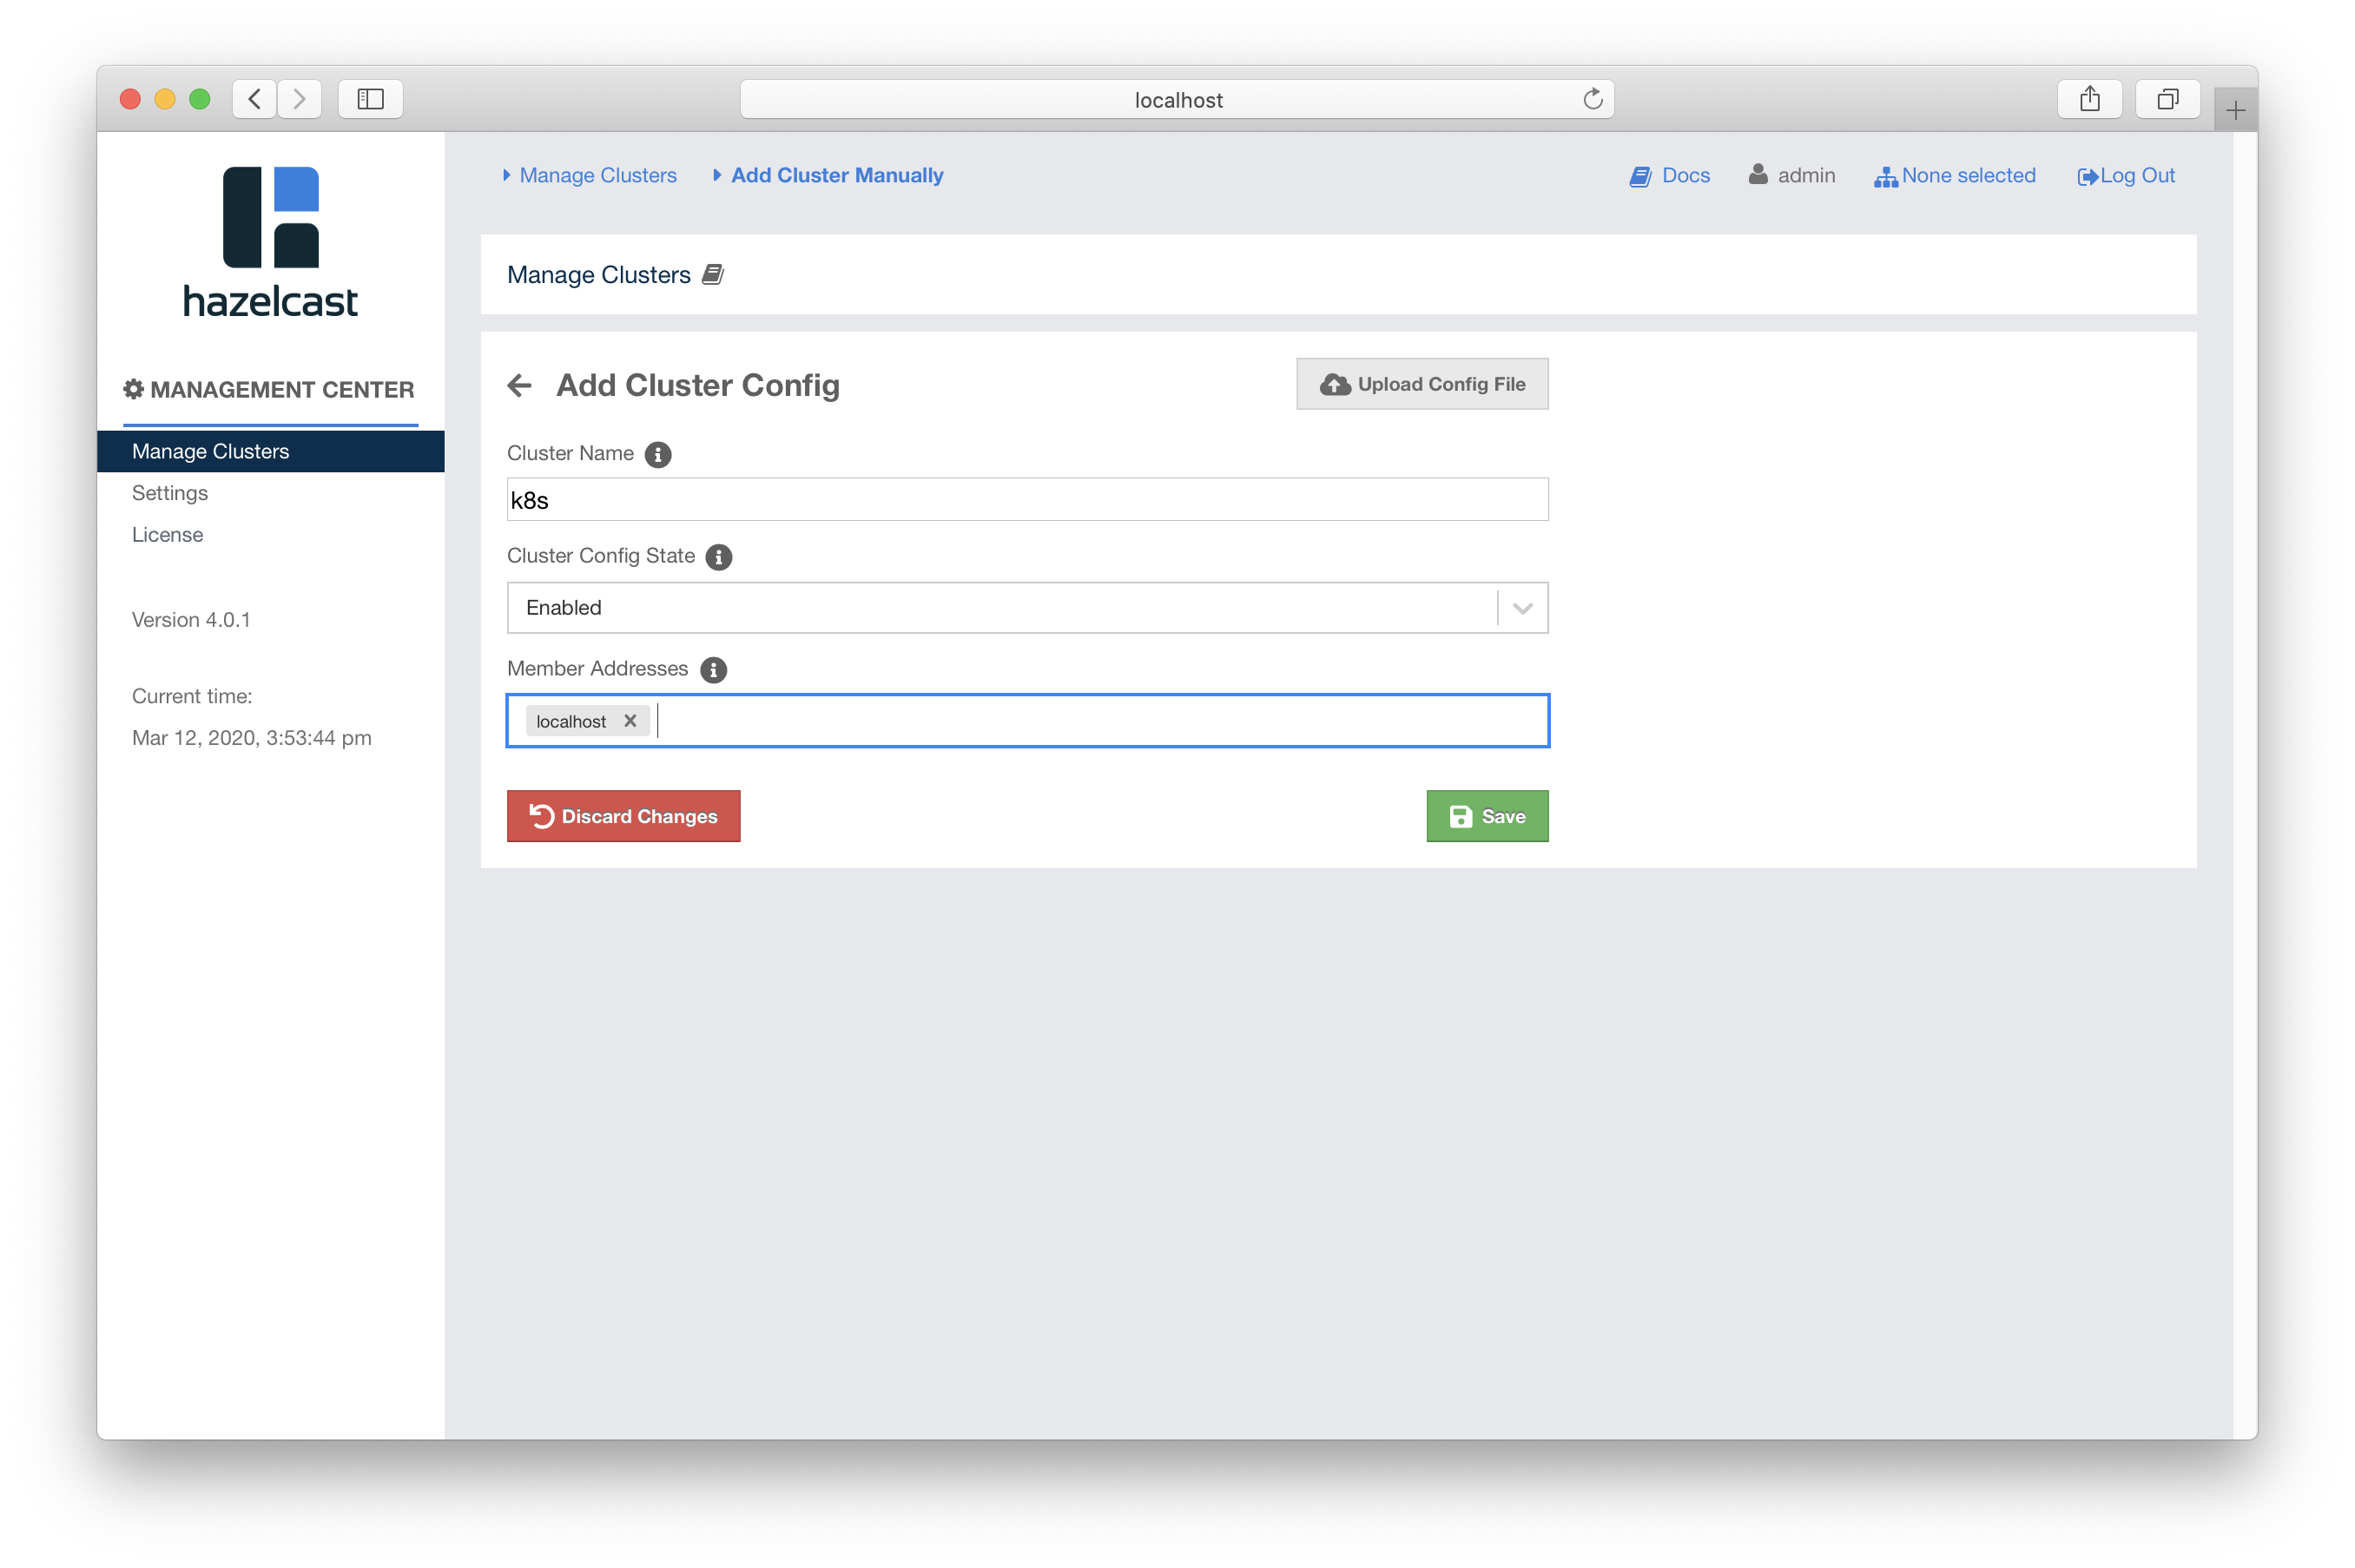 localhost
hazelcast
MANAGEMENT CENTER
Manage Clusters
Settings
License
Version 4.0.1
Current time:
Mar 12, 2020, 3:53:44 pm
Manage Clusters Add Cluster Manually Docs admin None selected Log Out
Manage Clusters
Add Cluster Config Upload Config File
Cluster Name
k8s
Cluster Config State
Enabled
Member Addresses
localhost
Discard Changes Save